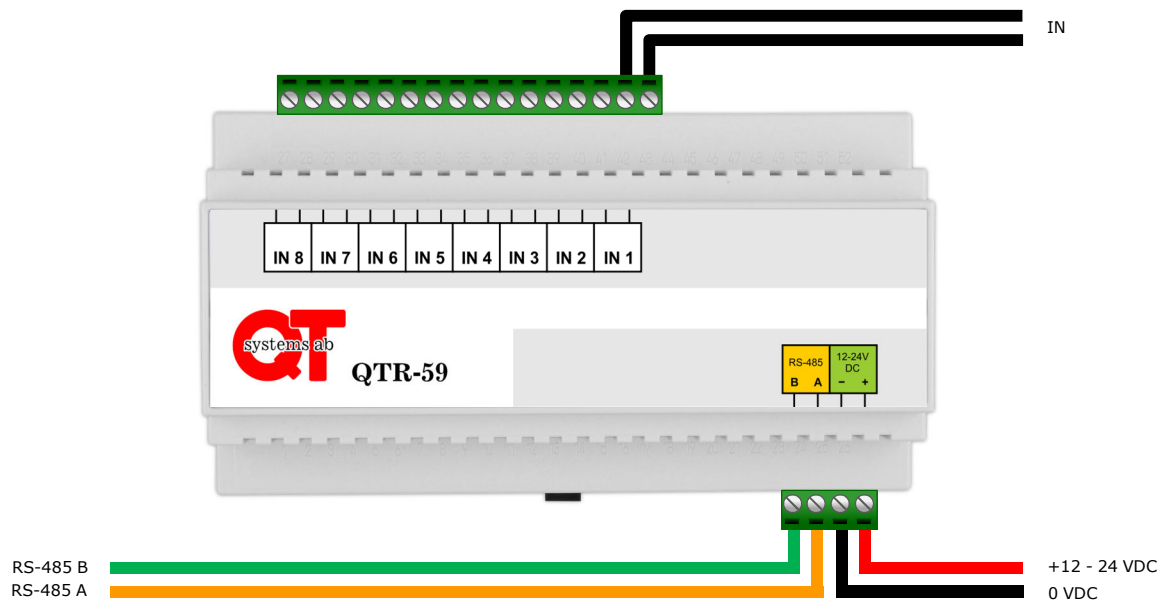 IN
IN 8 IN 7 IN 6 IN 5 IN 4 IN 3 IN 2 IN 1
systems ab
QT
QTR-59
RS-485 12-24V
DC
B A − +
RS-485 B
RS-485 A
+12 - 24 VDC
0 VDC